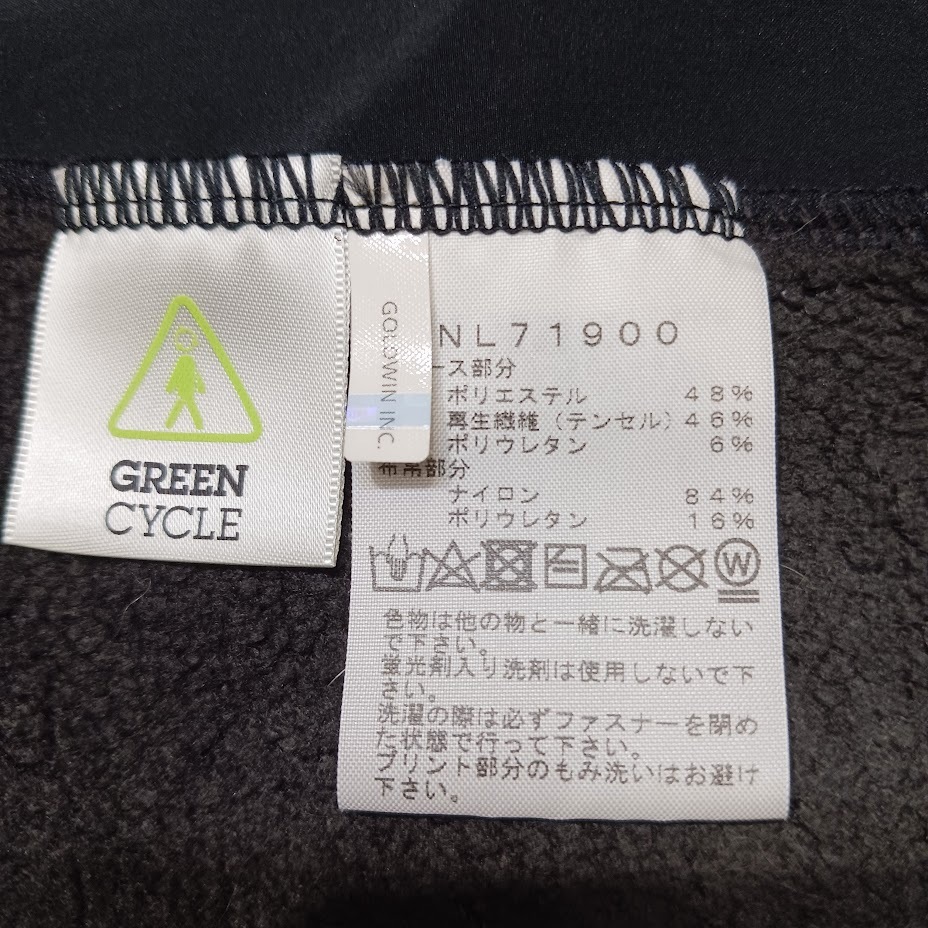 GREEN
CYCLE
GOLDWIN INC.
NL71900
ース部分
ポリエステル 48%
再生繊維（テンセル）46%
ポリウレタン 6%
布帛部分
ナイロン 84%
ポリウレタン 16%
W
色物は他の物と一緒に洗濯しない
で下さい。
蛍光剤入り洗剤は使用しないで下
さい。
洗濯の際は必ずファスナーを閉め
た状態で行って下さい。
プリント部分のもみ洗いはお避け
下さい。